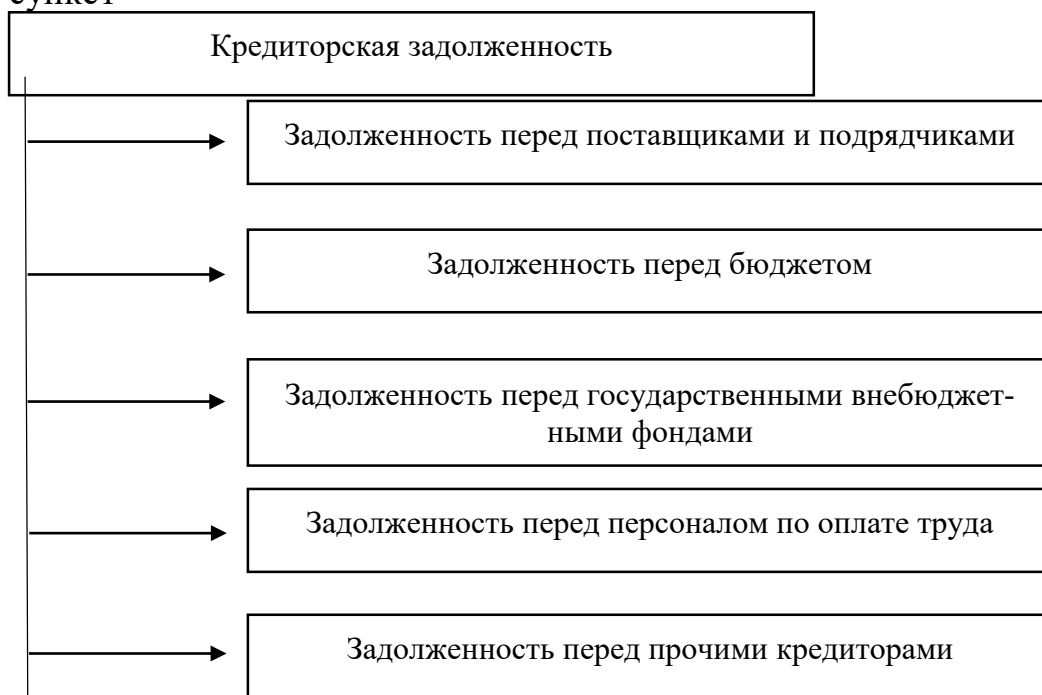 Кредиторская задолженность
Задолженность перед поставщиками и подрядчиками
Задолженность перед бюджетом
Задолженность перед государственными внебюджет-
ными фондами
Задолженность перед персоналом по оплате труда
Задолженность перед прочими кредиторами